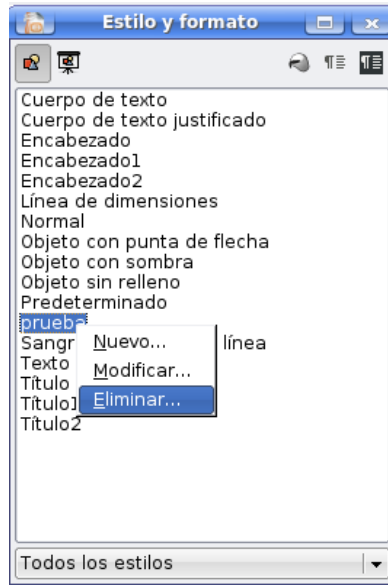 Estilo y formato
Cuerpo de texto
Cuerpo de texto justificado
Encabezado
Encabezado1
Encabezado2
Línea de dimensiones
Normal
Objeto con punta de flecha
Objeto con sombra
Objeto sin relleno
Predeterminado
prueba
Sangr línea
Nuevo...
Texto
Modificar...
Título
Eliminar...
Título1
Título2
Todos los estilos